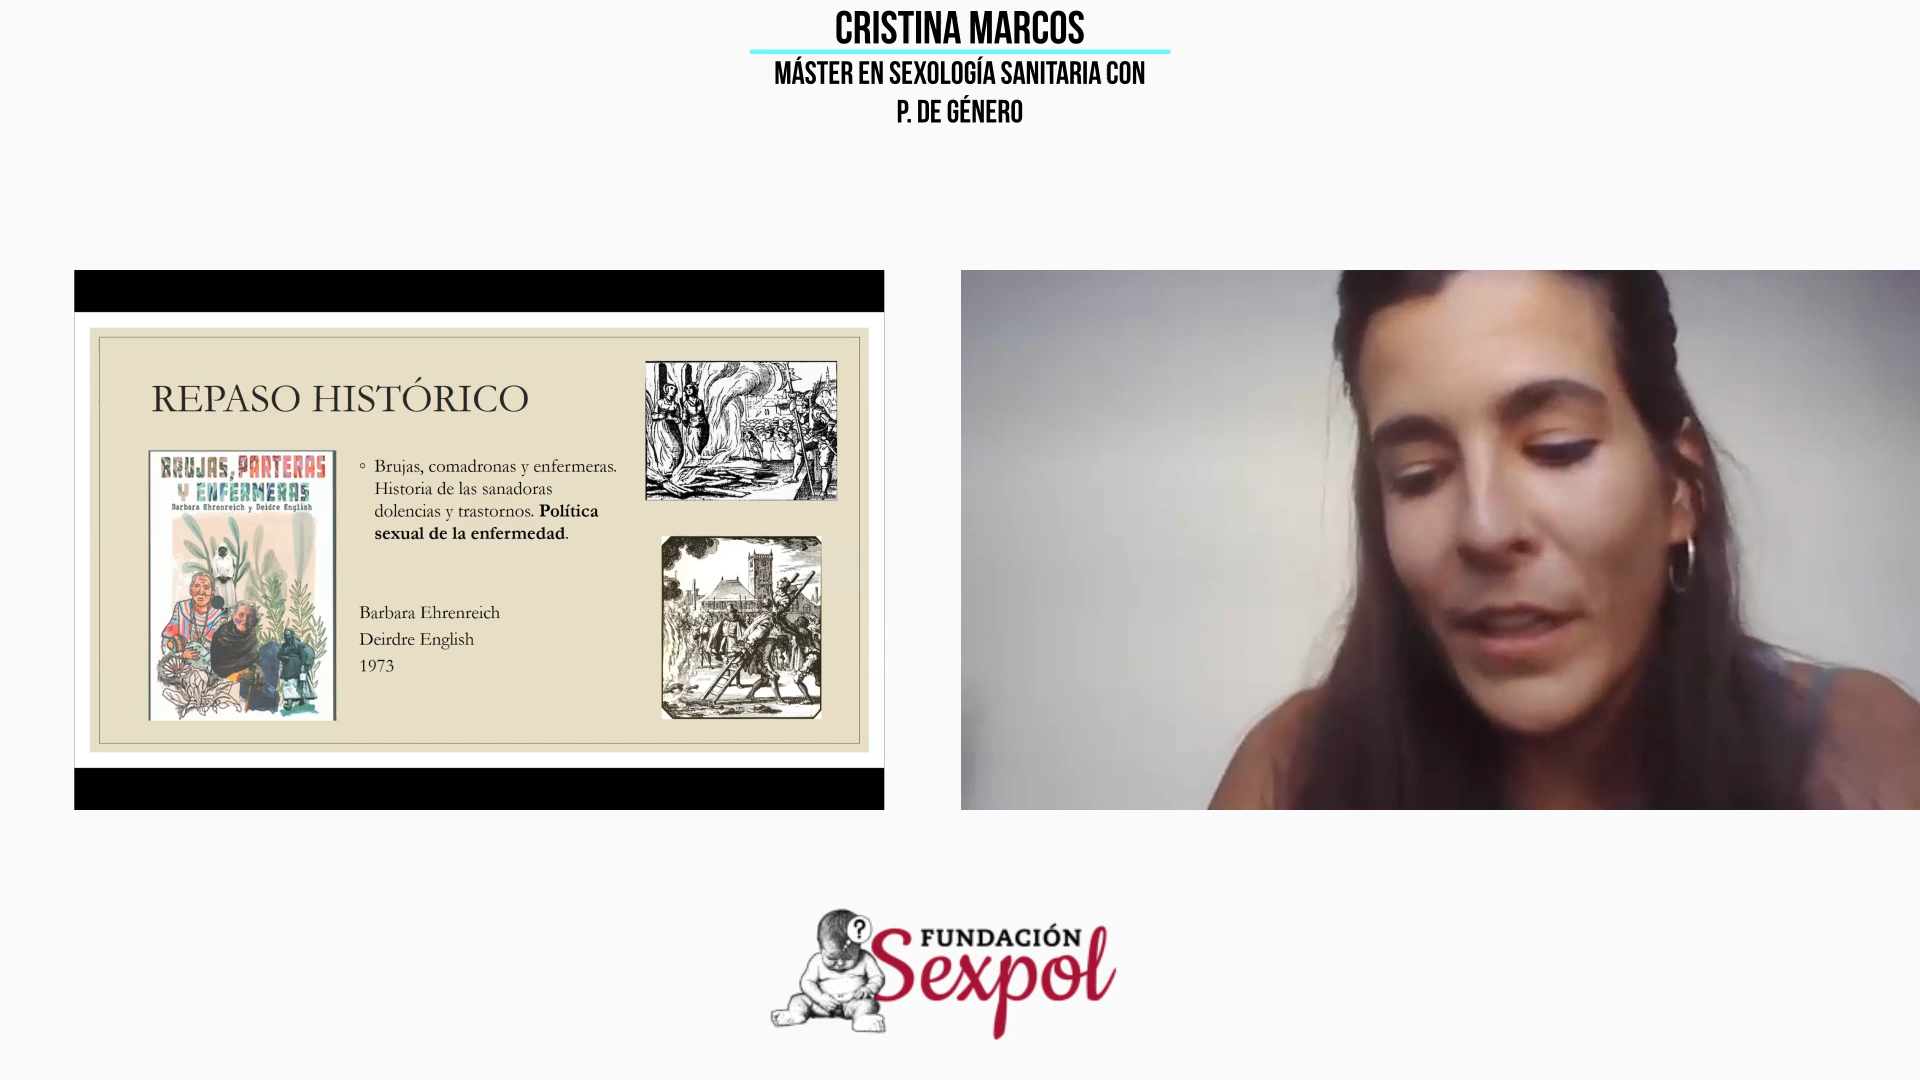 CRISTINA MARCOS
MÁSTER EN SEXOLOGÍA SANITARIA CON
P. DE GÉNERO
REPASO HISTÓRICO
BRUJAS, PARTERAS
Y ENFERMERAS
Barbara Ehrenreich y Deidre English
Brujas, comadronas y enfermeras.
Historia de las sanadoras
dolencias y trastornos. Política
sexual de la enfermedad.
Barbara Ehrenreich
Deirdre English
1973
?
FUNDACIÓN
Sexpol